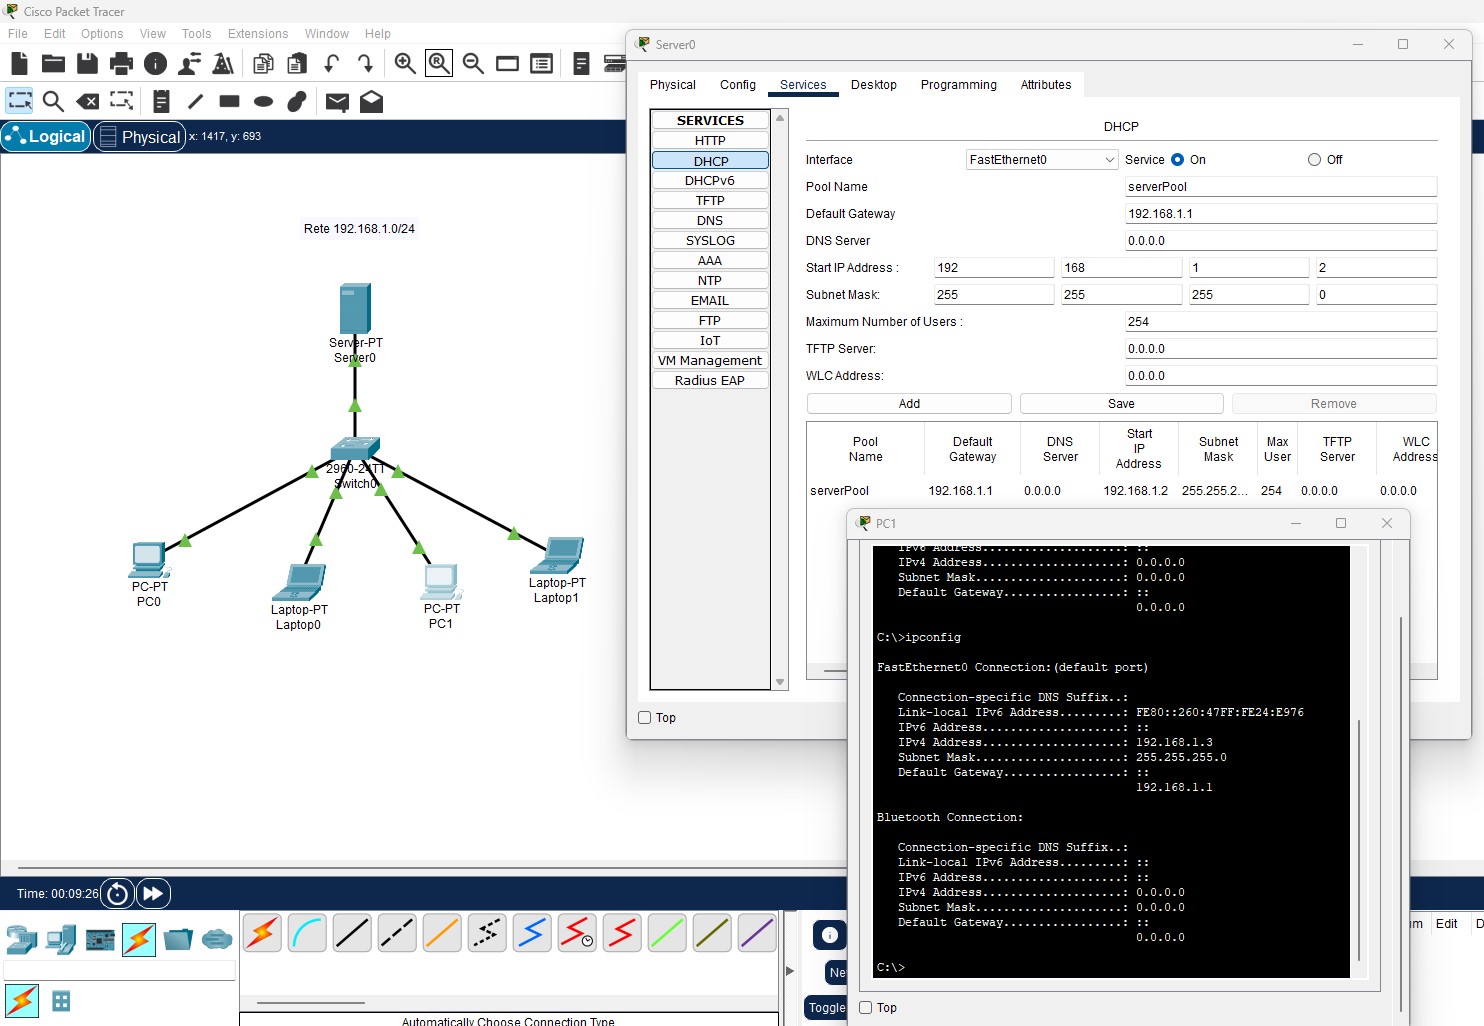 Cisco Packet Tracer
File Edit Options View Tools Extensions Window Help
Logical Physical x: 1417, y: 693
Rete 192.168.1.0/24
Server-PT
Server0
2960-24TT
Switch0
PC-PT
PC0
Laptop-PT
Laptop0
PC-PT
PC1
Laptop-PT
Laptop1
Time: 00:09:26
Automatically Choose Connection Type
Ne
Toggle
Edit
Server0
Physical Config Services Desktop Programming Attributes
SERVICES
HTTP
DHCP
DHCPv6
TFTP
DNS
SYSLOG
AAA
NTP
EMAIL
FTP
IoT
VM Management
Radius EAP
DHCP
Interface FastEthernet0 Service On Off
Pool Name serverPool
Default Gateway 192.168.1.1
DNS Server 0.0.0.0
Start IP Address : 192 168 1 2
Subnet Mask: 255 255 255 0
Maximum Number of Users : 254
TFTP Server: 0.0.0.0
WLC Address: 0.0.0.0
Add Save Remove
Pool Name Default Gateway DNS Server Start IP Address Subnet Mask Max User TFTP Server WLC Address
serverPool 192.168.1.1 0.0.0.0 192.168.1.2 255.255.2... 254 0.0.0.0 0.0.0.0
Top
PC1
IPv6 Address....................: ::
IPv4 Address....................: 0.0.0.0
Subnet Mask.....................: 0.0.0.0
Default Gateway.................: ::
0.0.0.0
C:\>ipconfig
FastEthernet0 Connection:(default port)
Connection-specific DNS Suffix..:
Link-local IPv6 Address.........: FE80::260:47FF:FE24:E976
IPv6 Address....................: ::
IPv4 Address....................: 192.168.1.3
Subnet Mask.....................: 255.255.255.0
Default Gateway.................: ::
192.168.1.1
Bluetooth Connection:
Connection-specific DNS Suffix..:
Link-local IPv6 Address.........: ::
IPv6 Address....................: ::
IPv4 Address....................: 0.0.0.0
Subnet Mask.....................: 0.0.0.0
Default Gateway.................: ::
0.0.0.0
C:\>
Top